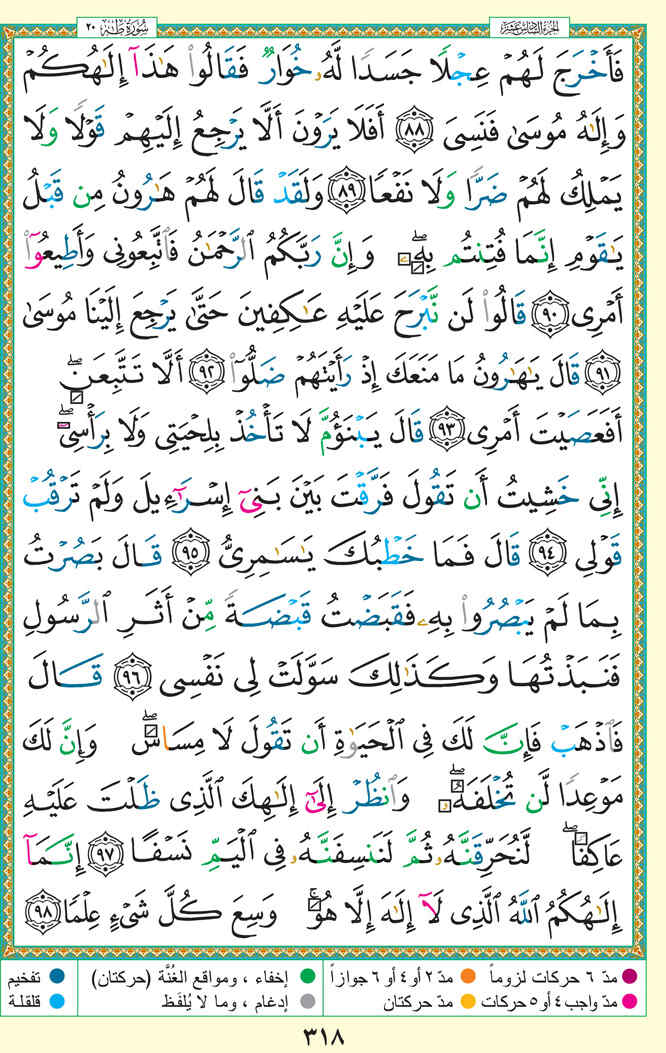 سُورَةُ طه ٢٠
الجزء السادس عشر
فَأَخْرَجَ لَهُمْ عِجْلًا جَسَدًا لَّهُۥ خُوَارٌ فَقَالُوا۟ هَٰذَآ إِلَٰهُكُمْ
وَإِلَٰهُ مُوسَىٰ فَنَسِىَ ﴿٨٨﴾ أَفَلَا يَرَوْنَ أَلَّا يَرْجِعُ إِلَيْهِمْ قَوْلًا وَلَا
يَمْلِكُ لَهُمْ ضَرًّا وَلَا نَفْعًا ﴿٨٩﴾ وَلَقَدْ قَالَ لَهُمْ هَٰرُونُ مِن قَبْلُ
يَٰقَوْمِ إِنَّمَا فُتِنتُم بِهِۦ وَإِنَّ رَبَّكُمُ ٱلرَّحْمَٰنُ فَٱتَّبِعُونِى وَأَطِيعُوٓا۟
أَمْرِى ﴿٩٠﴾ قَالُوا۟ لَن نَّبْرَحَ عَلَيْهِ عَٰكِفِينَ حَتَّىٰ يَرْجِعَ إِلَيْنَا مُوسَىٰ
﴿٩١﴾ قَالَ يَٰهَٰرُونُ مَا مَنَعَكَ إِذْ رَأَيْتَهُمْ ضَلُّوٓا۟ ﴿٩٢﴾ أَلَّا تَتَّبِعَنِ
أَفَعَصَيْتَ أَمْرِى ﴿٩٣﴾ قَالَ يَبْنَؤُمَّ لَا تَأْخُذْ بِلِحْيَتِى وَلَا بِرَأْسِىٓ
إِنِّى خَشِيتُ أَن تَقُولَ فَرَّقْتَ بَيْنَ بَنِىٓ إِسْرَٰٓءِيلَ وَلَمْ تَرْقُبْ
قَوْلِى ﴿٩٤﴾ قَالَ فَمَا خَطْبُكَ يَٰسَٰمِرِىُّ ﴿٩٥﴾ قَالَ بَصُرْتُ
بِمَا لَمْ يَبْصُرُوا۟ بِهِۦ فَقَبَضْتُ قَبْضَةً مِّنْ أَثَرِ ٱلرَّسُولِ
فَنَبَذْتُهَا وَكَذَٰلِكَ سَوَّلَتْ لِى نَفْسِى ﴿٩٦﴾ قَالَ
فَٱذْهَبْ فَإِنَّ لَكَ فِى ٱلْحَيَوٰةِ أَن تَقُولَ لَا مِسَاسَ وَإِنَّ لَكَ
مَوْعِدًا لَّن تُخْلَفَهُۥ وَٱنظُرْ إِلَىٰٓ إِلَٰهِكَ ٱلَّذِى ظَلْتَ عَلَيْهِ
عَاكِفًا لَّنُحَرِّقَنَّهُۥ ثُمَّ لَنَنسِفَنَّهُۥ فِى ٱلْيَمِّ نَسْفًا ﴿٩٧﴾ إِنَّمَآ
إِلَٰهُكُمُ ٱللَّهُ ٱلَّذِى لَآ إِلَٰهَ إِلَّا هُوَ وَسِعَ كُلَّ شَىْءٍ عِلْمًا ﴿٩٨﴾
مدّ ٦ حركات لزوماً مدّ ٢ أو ٤ أو ٦ جوازاً إخفاء ، ومواقع الغُنَّة (حركتان) تفخيم
مدّ واجب ٤ أو ٥ حركات مدّ حركتان إدغام ، وما لا يُلفَظ قلقلة
٣١٨